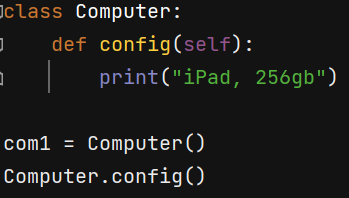 class Computer:
    def config(self):
        print("iPad, 256gb")

com1 = Computer()
Computer.config()